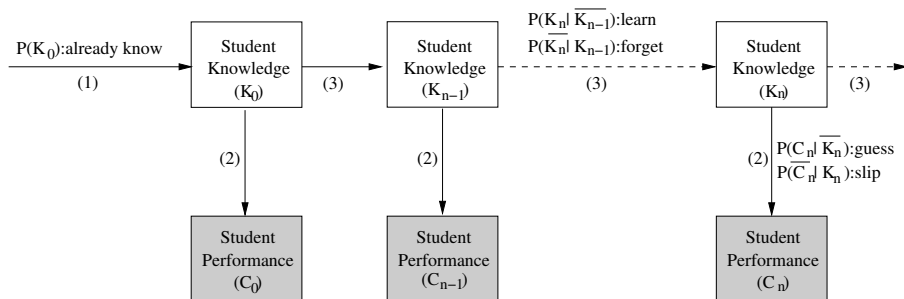 P(K₀):already know
(1)
Student
Knowledge
(K₀)
(3)
Student
Knowledge
(Kₙ₋₁)
P(Kₙ| K̅ₙ₋₁):learn
P(K̅ₙ| Kₙ₋₁):forget
(3)
Student
Knowledge
(Kₙ)
(3)
(2)
(2)
(2)
P(Cₙ| K̅ₙ):guess
P(C̅ₙ| Kₙ):slip
Student
Performance
(C₀)
Student
Performance
(Cₙ₋₁)
Student
Performance
(Cₙ)